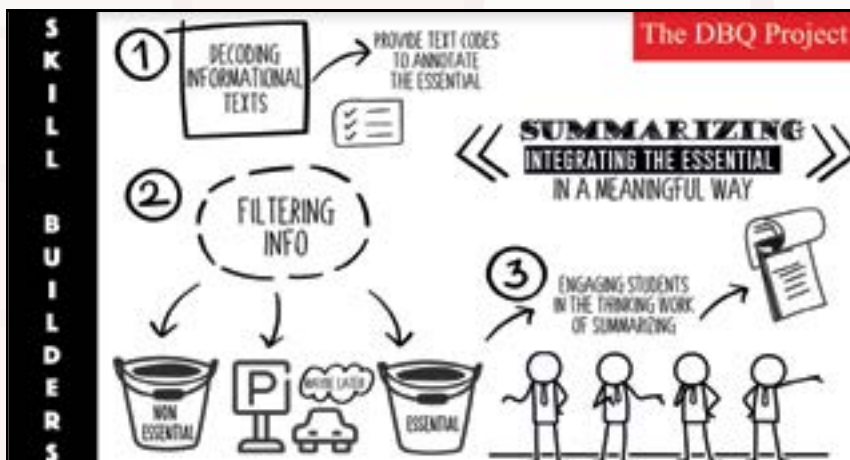 SKILL BUILDERS
The DBQ Project
1
DECODING
INFORMATIONAL
TEXTS
PROVIDE TEXT CODES
TO ANNOTATE
THE ESSENTIAL
SUMMARIZING
INTEGRATING THE ESSENTIAL
IN A MEANINGFUL WAY
2
FILTERING
INFO
NON
ESSENTIAL
P
MAYBE LATER
ESSENTIAL
3
ENGAGING STUDENTS
IN THE THINKING WORK
OF SUMMARIZING